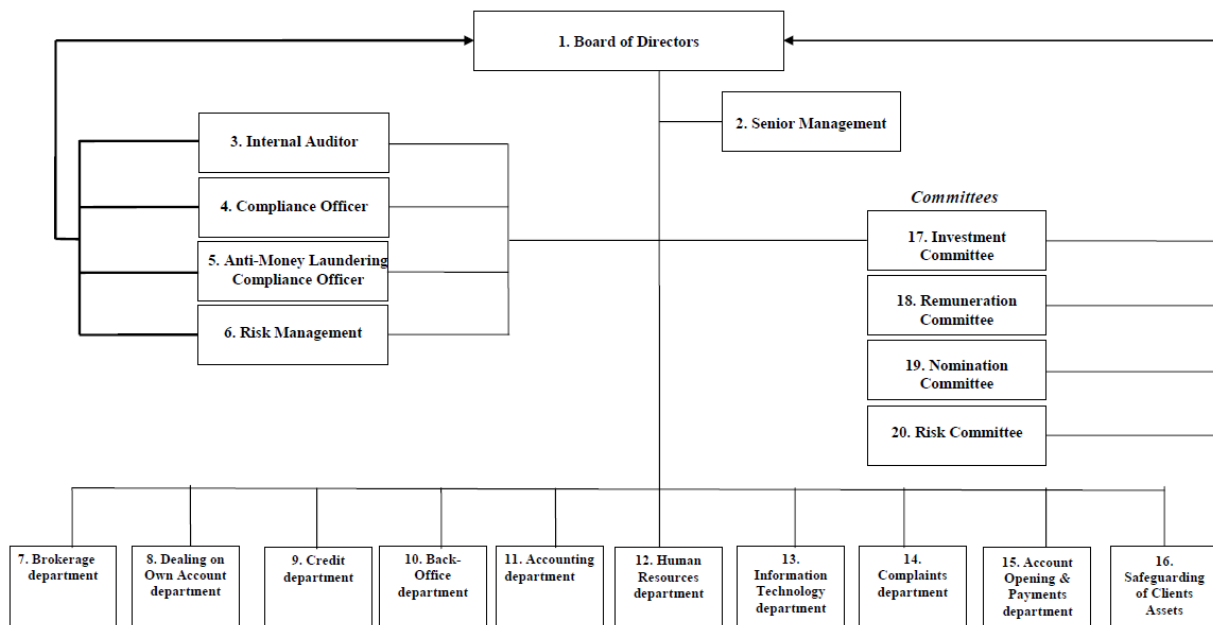 1. Board of Directors
2. Senior Management
3. Internal Auditor
4. Compliance Officer
5. Anti-Money Laundering
Compliance Officer
6. Risk Management
Committees
17. Investment
Committee
18. Remuneration
Committee
19. Nomination
Committee
20. Risk Committee
7. Brokerage
department
8. Dealing on
Own Account
department
9. Credit
department
10. Back-
Office
department
11. Accounting
department
12. Human
Resources
department
13.
Information
Technology
department
14.
Complaints
department
15. Account
Opening &
Payments
department
16.
Safeguarding
of Clients
Assets